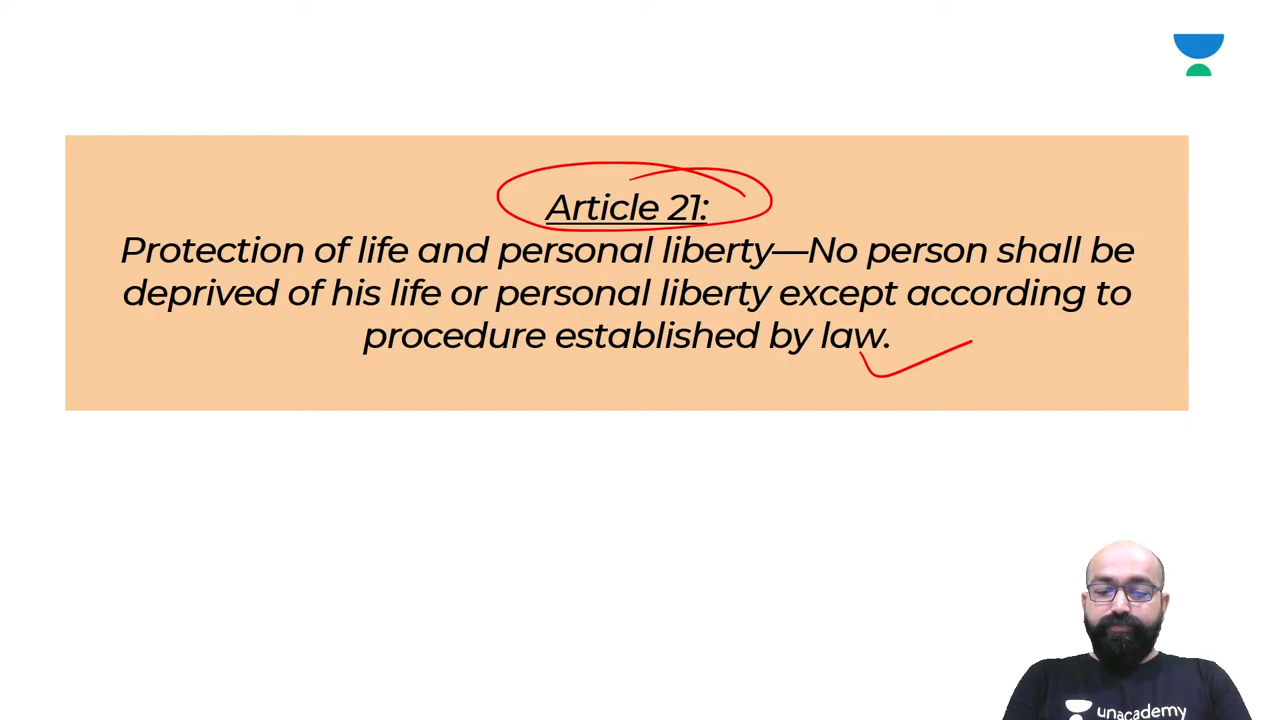 Article 21:
Protection of life and personal liberty—No person shall be
deprived of his life or personal liberty except according to
procedure established by law.
unacademy